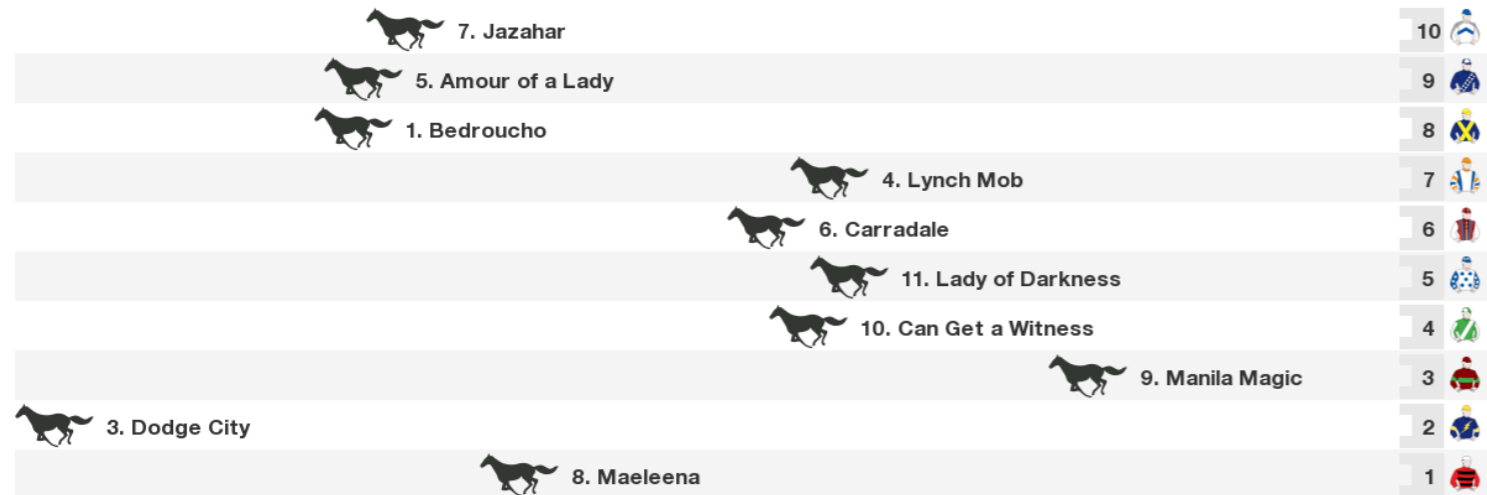 7. Jazahar 10
5. Amour of a Lady 9
1. Bedroucho 8
4. Lynch Mob 7
6. Carradale 6
11. Lady of Darkness 5
10. Can Get a Witness 4
9. Manila Magic 3
3. Dodge City 2
8. Maeleena 1